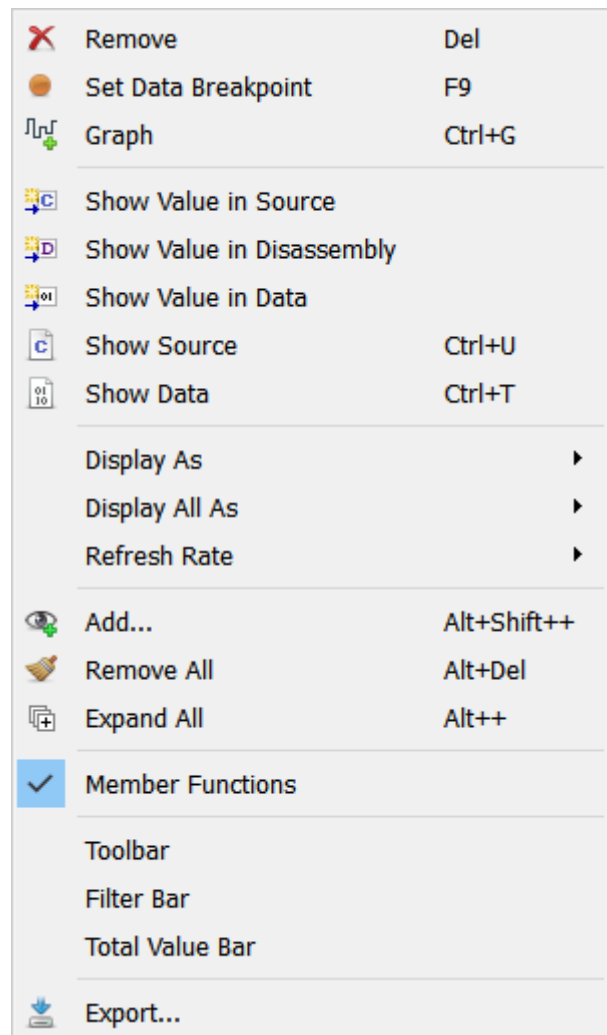 Remove Del
Set Data Breakpoint F9
Graph Ctrl+G
Show Value in Source
Show Value in Disassembly
Show Value in Data
Show Source Ctrl+U
Show Data Ctrl+T
Display As
Display All As
Refresh Rate
Add... Alt+Shift++
Remove All Alt+Del
Expand All Alt++
Member Functions
Toolbar
Filter Bar
Total Value Bar
Export...